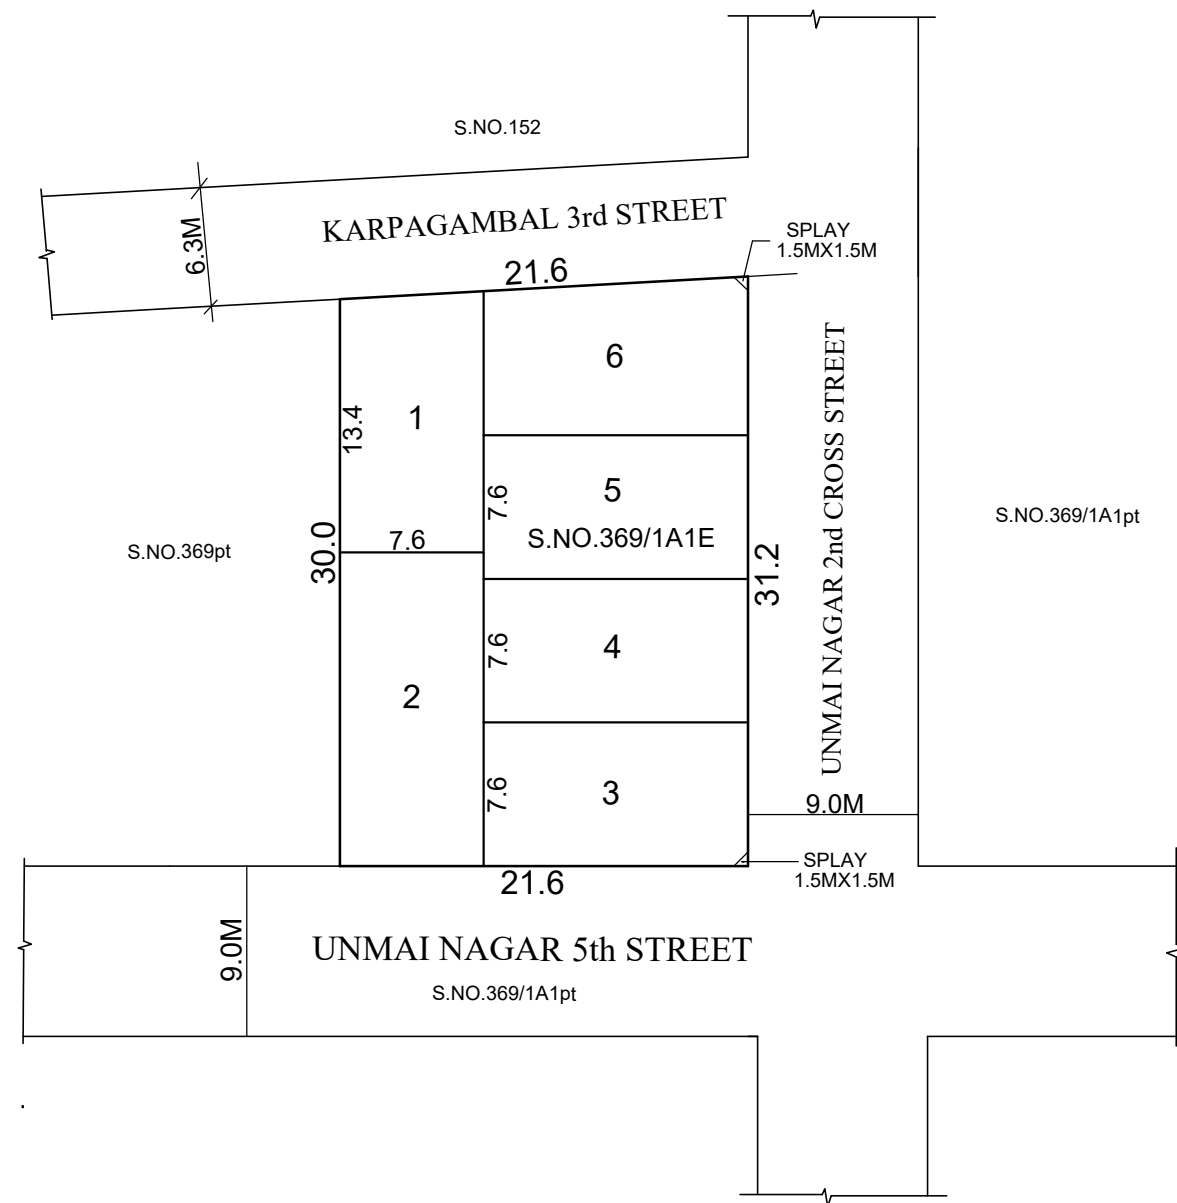 S.NO.152
KARPAGAMBAL 3rd STREET
6.3M
SPLAY
1.5MX1.5M
21.6
6
1
13.4
5
7.6
S.NO.369/1A1E
7.6
S.NO.369pt
30.0
31.2
UNMAI NAGAR 2nd CROSS STREET
S.NO.369/1A1pt
4
7.6
2
3
7.6
9.0M
SPLAY
1.5MX1.5M
21.6
9.0M
UNMAI NAGAR 5th STREET
S.NO.369/1A1pt